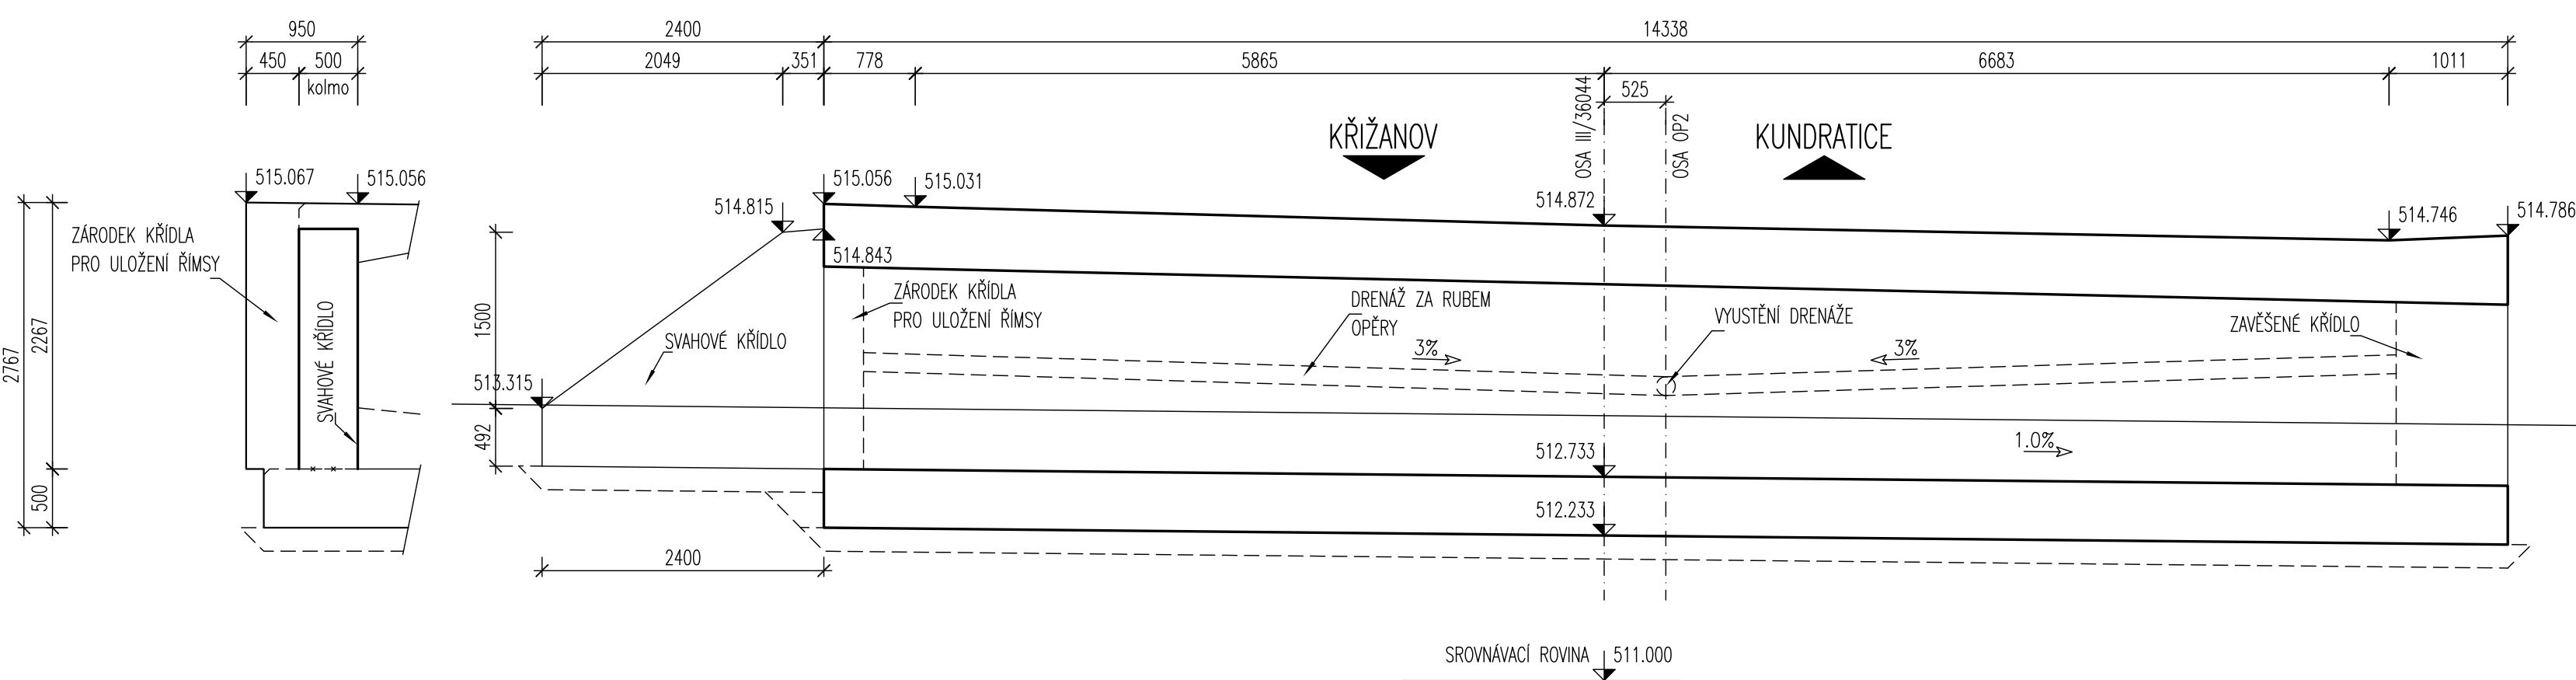 950
2400
14338
450
500
2049
351
778
5865
6683
1011
kolmo
525
OSA III/36044
OSA OP2
KŘIŽANOV
KUNDRATICE
515.067
515.056
515.056
515.031
514.815
514.872
514.746
514.786
514.843
ZÁRODEK KŘÍDLA
PRO ULOŽENÍ ŘÍMSY
SVAHOVÉ KŘÍDLO
2767
2267
500
1500
492
513.315
SVAHOVÉ KŘÍDLO
ZÁRODEK KŘÍDLA
PRO ULOŽENÍ ŘÍMSY
DRENÁŽ ZA RUBEM
OPĚRY
VYUSTĚNÍ DRENÁŽE
ZAVĚŠENÉ KŘÍDLO
3%
3%
1.0%
512.733
512.233
2400
SROVNÁVACÍ ROVINA
511.000